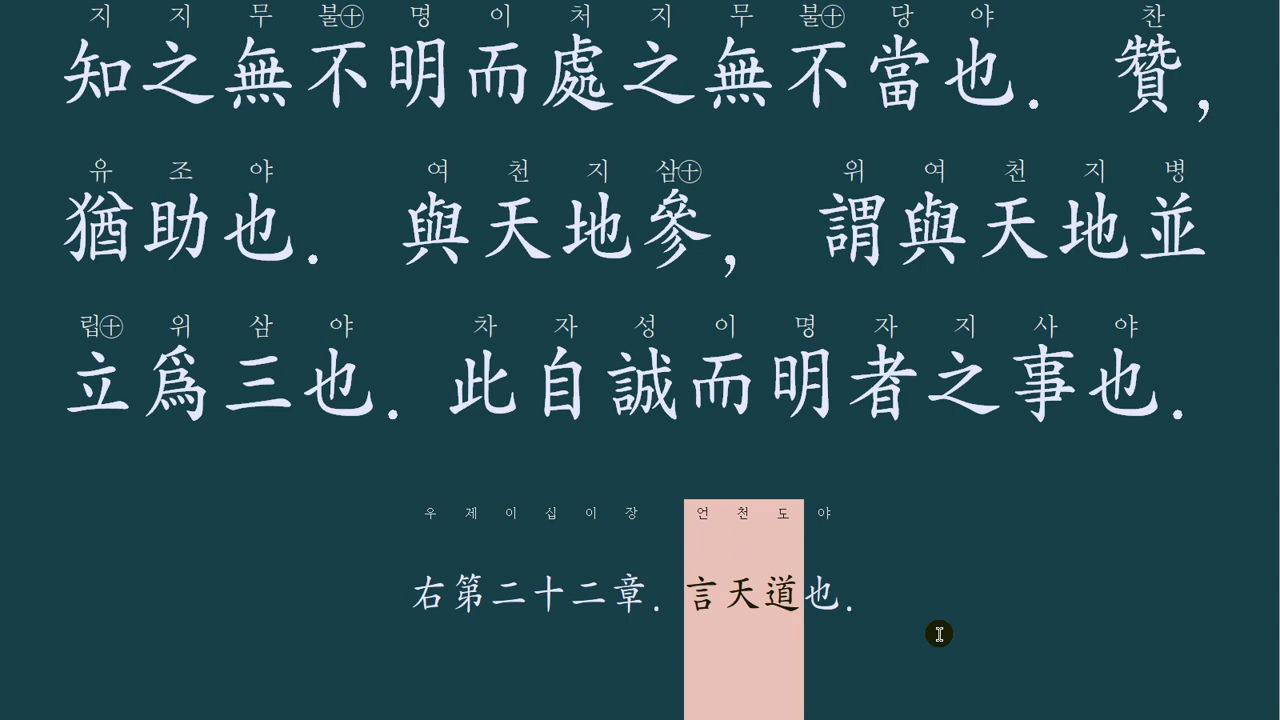 지 지 무 불㊉ 명 이 처 지 무 불㊉ 당 야 찬
知之無不明而處之無不當也. 贊,
유 조 야 여 천 지 삼㊉ 위 여 천 지 병
猶助也. 與天地參, 謂與天地並
립㊉ 위 삼 야 차 자 성 이 명 자 지 사 야
立爲三也. 此自誠而明者之事也.
우 제 이 십 이 장 언 천 도 야
右第二十二章. 言天道也.